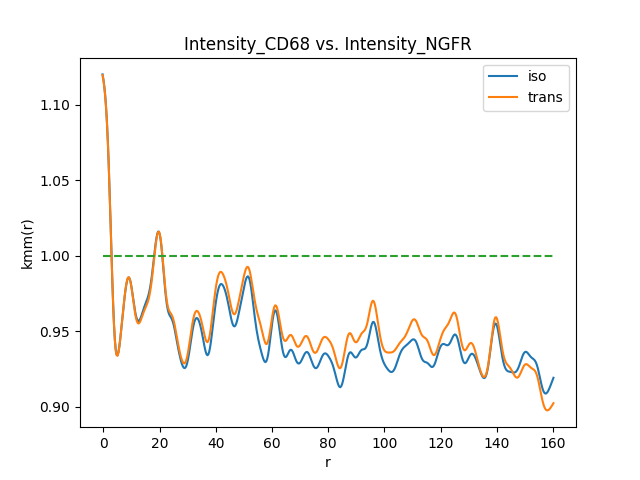 Intensity_CD68 vs. Intensity_NGFR
iso
trans
1.10
1.05
1.00
0.95
0.90
kmm(r)
0 20 40 60 80 100 120 140 160
r